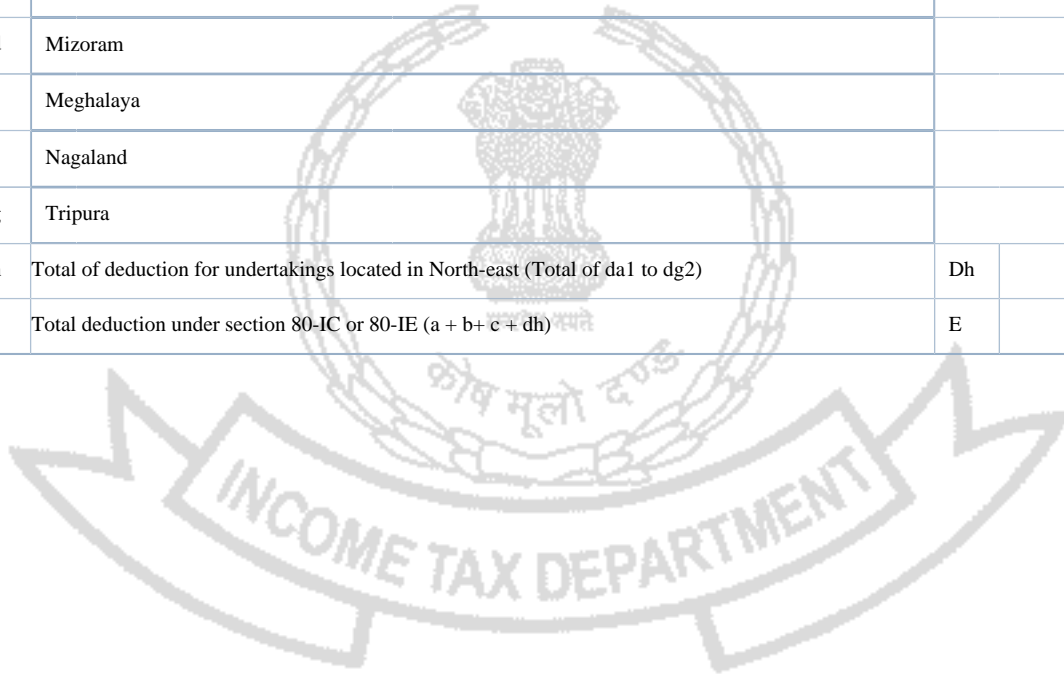 Mizoram
Meghalaya
Nagaland
Tripura
Total of deduction for undertakings located in North-east (Total of da1 to dg2) Dh
Total deduction under section 80-IC or 80-IE (a + b+ c + dh) E
कोष मूलो दण्ड
INCOME TAX DEPARTMENT